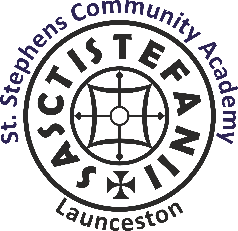 St. Stephens Community Academy
SASCTISTEFANII
Launceston